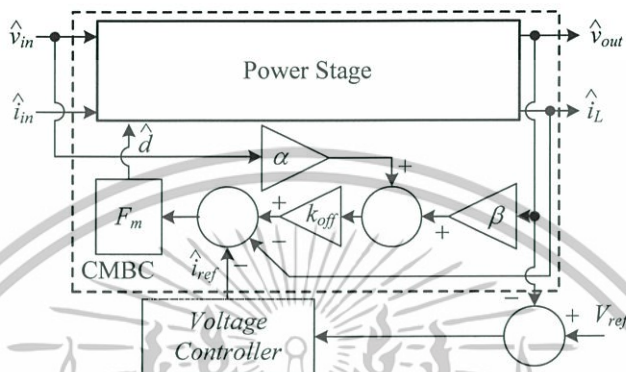 v̂in
Power Stage
v̂out
îin
îL
d̂
α
+
Fm
+
koff
+
β
−
−
CMBC
îref
−
+
Vref
Voltage
Controller